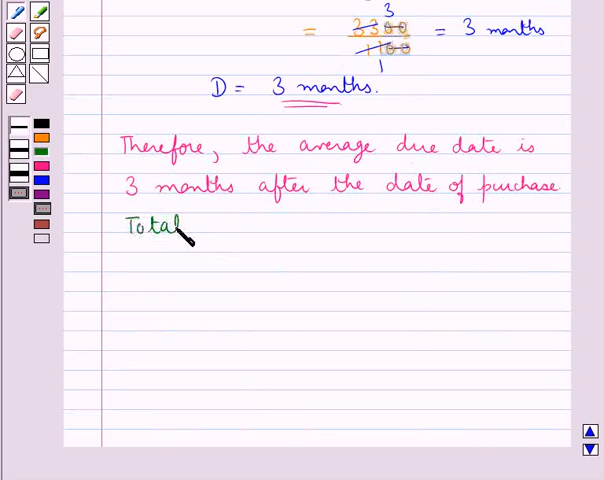 3
= 3300 / 1100 = 3 months
1
D = 3 months.
Therefore, the average due date is
3 months after the date of purchase
Total